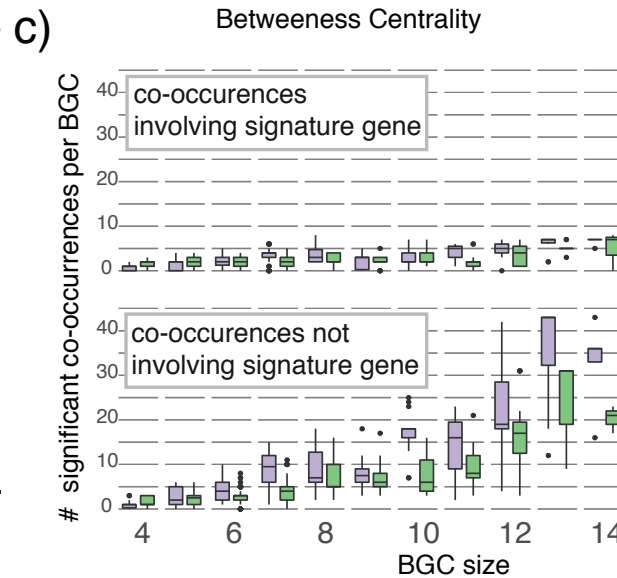 c)
Betweeness Centrality
# significant co-occurrences per BGC
co-occurences
involving signature gene
40
30
20
10
0
co-occurences not
involving signature gene
40
30
20
10
0
4 6 8 10 12 14
BGC size